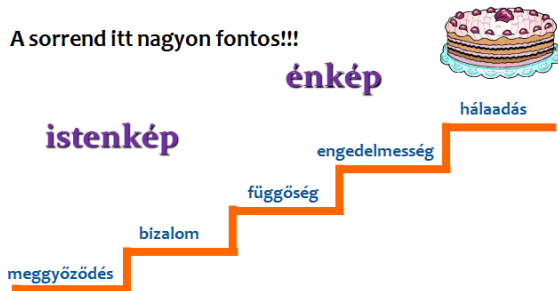 A sorrend itt nagyon fontos!!!
énkép
istenkép
hálaadás
engedelmesség
függőség
bizalom
meggyőződés